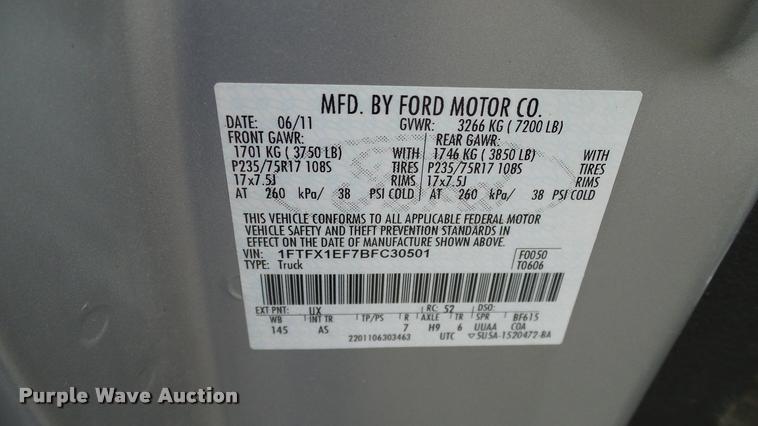 MFD. BY FORD MOTOR CO.
DATE: 06/11 GVWR: 3266 KG ( 7200 LB)
FRONT GAWR: REAR GAWR:
1701 KG ( 3750 LB) WITH 1746 KG ( 3850 LB) WITH
P235/75R17 108S TIRES P235/75R17 108S TIRES
17x7.5J RIMS 17x7.5J RIMS
AT 260 kPa/ 38 PSI COLD AT 260 kPa/ 38 PSI COLD
THIS VEHICLE CONFORMS TO ALL APPLICABLE FEDERAL MOTOR
VEHICLE SAFETY AND THEFT PREVENTION STANDARDS IN
EFFECT ON THE DATE OF MANUFACTURE SHOWN ABOVE.
VIN: 1FTFX1EF7BFC30501 F0050
TYPE: Truck T0606
EXT PNT: UX RC: 52 DSO:
WB INT TR TP/PS R AXLE TR SPR BF615
145 AS 7 H9 6 UUAA COA
2201106303463 UTC ▽5U5A-1520472-BA
Purple Wave Auction